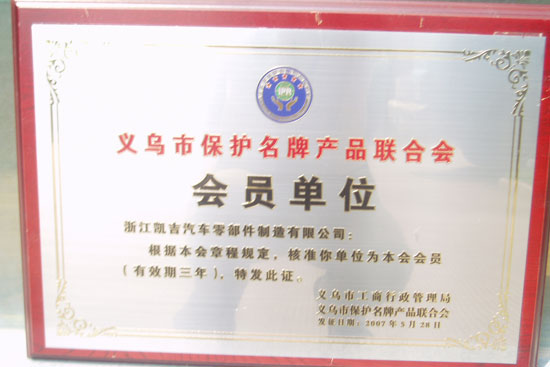 IPR
义乌市保护名牌产品联合会
会员单位
浙江凯吉汽车零部件制造有限公司：
根据本会章程规定，核准你单位为本会会员
（有效期三年），特发此证。
义乌市工商行政管理局
义乌市保护名牌产品联合会
发证日期：2007年5月28日